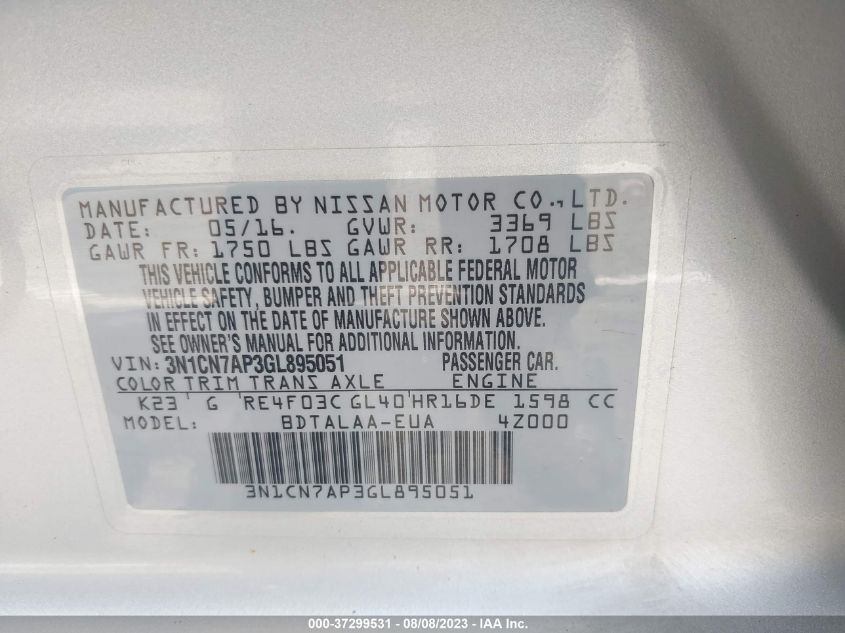 MANUFACTURED BY NISSAN MOTOR CO., LTD.
DATE: 05/16. GVWR: 3369 LBS
GAWR FR: 1750 LBS GAWR RR: 1708 LBS
THIS VEHICLE CONFORMS TO ALL APPLICABLE FEDERAL MOTOR
VEHICLE SAFETY, BUMPER AND THEFT PREVENTION STANDARDS
IN EFFECT ON THE DATE OF MANUFACTURE SHOWN ABOVE.
SEE OWNER'S MANUAL FOR ADDITIONAL INFORMATION.
VIN: 3N1CN7AP3GL895051 PASSENGER CAR.
COLOR TRIM TRANS AXLE ENGINE
K23 G RE4F03C GL40 HR16DE 1598 CC
MODEL: BDTALAA-EUA 4Z000
3N1CN7AP3GL895051
000-37299531 - 08/08/2023 - IAA Inc.